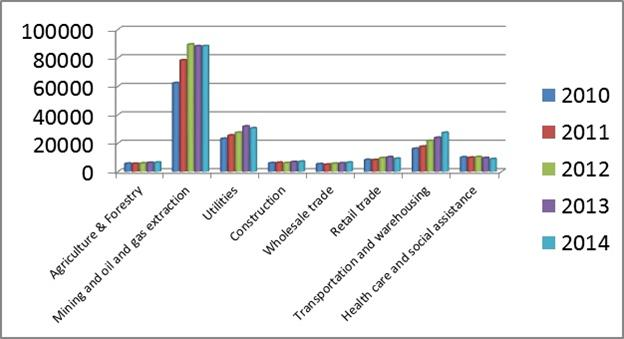 100000
80000
60000
40000
20000
0
Agriculture & Forestry
Mining and oil and gas extraction
Utilities
Construction
Wholesale trade
Retail trade
Transportation and warehousing
Health care and social assistance
2010
2011
2012
2013
2014